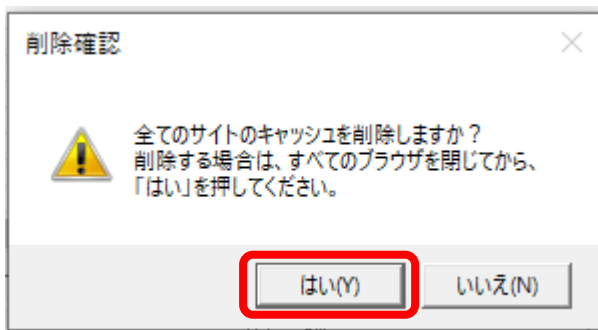 削除確認
全てのサイトのキャッシュを削除しますか？
削除する場合は、すべてのブラウザを閉じてから、
「はい」を押してください。
はい(Y)
いいえ(N)